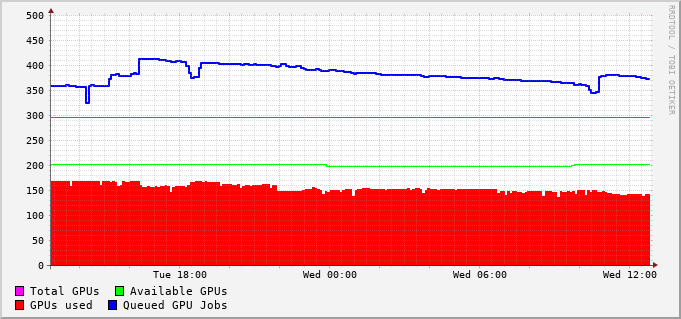 500
450
400
350
300
250
200
150
100
50
0
Tue 18:00 Wed 00:00 Wed 06:00 Wed 12:00
Total GPUs Available GPUs
GPUs used Queued GPU Jobs
RRDTOOL / TOBI OETIKER